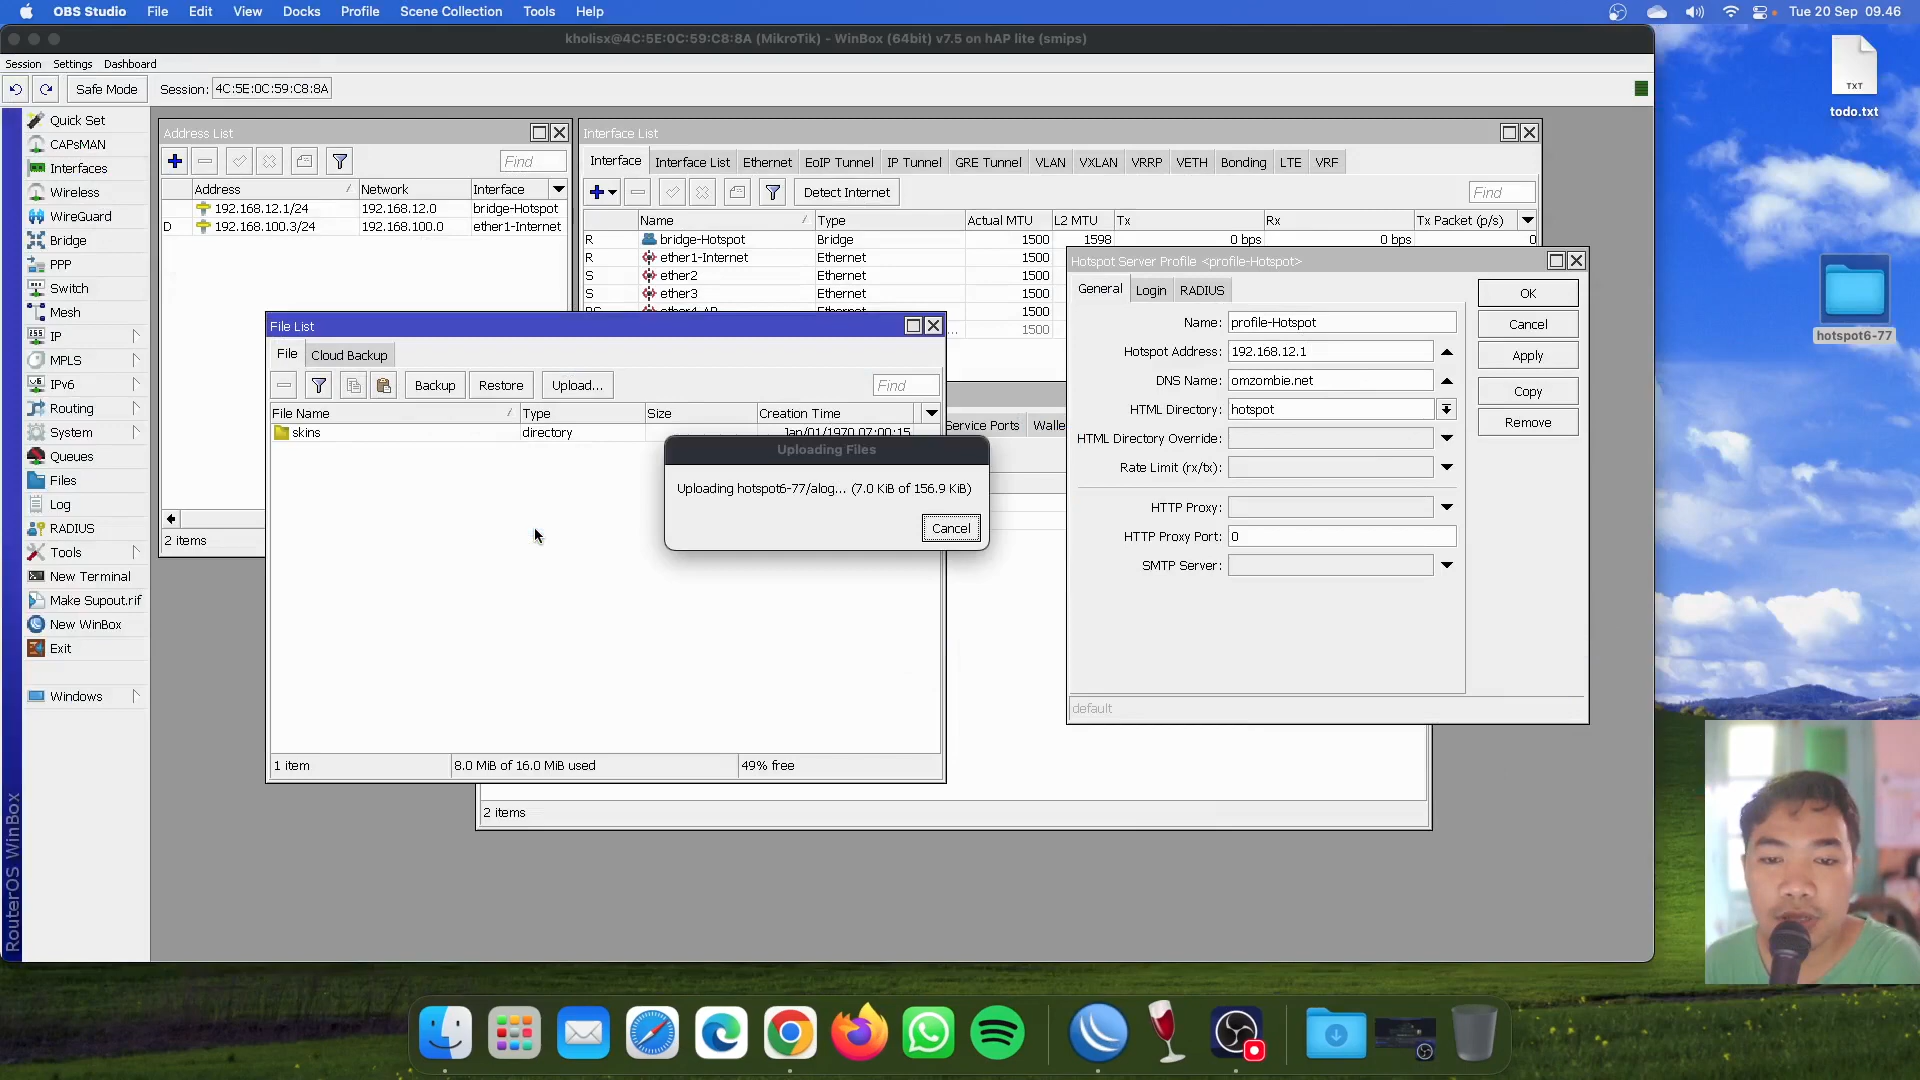 OBS Studio File Edit View Docks Profile Scene Collection Tools Help Tue 20 Sep 09.46
kholisx@4C:5E:0C:59:C8:8A (MikroTik) - WinBox (64bit) v7.5 on hAP lite (smips)
Session Settings Dashboard
Safe Mode Session: 4C:5E:0C:59:C8:8A
TXT
todo.txt
hotspot6-77
RouterOS WinBox
Quick Set
CAPsMAN
Interfaces
Wireless
WireGuard
Bridge
PPP
Switch
Mesh
IP
MPLS
IPv6
Routing
System
Queues
Files
Log
RADIUS
Tools
New Terminal
Make Supout.rif
New WinBox
Exit
Windows
Address List
Find
Address Network Interface
192.168.12.1/24 192.168.12.0 bridge-Hotspot
D 192.168.100.3/24 192.168.100.0 ether1-Internet
2 items
Interface List
Interface Interface List Ethernet EoIP Tunnel IP Tunnel GRE Tunnel VLAN VXLAN VRRP VETH Bonding LTE VRF
Detect Internet Find
Name Type Actual MTU L2 MTU Tx Rx Tx Packet (p/s)
R bridge-Hotspot Bridge 1500 1598 0 bps 0 bps 0
R ether1-Internet Ethernet 1500
S ether2 Ethernet 1500
S ether3 Ethernet 1500
RS ether4-AP Ethernet 1500
... 1500
Service Ports Walle
2 items
File List
File Cloud Backup
Backup Restore Upload... Find
File Name Type Size Creation Time
skins directory Jan/01/1970 07:00:15
1 item 8.0 MiB of 16.0 MiB used 49% free
Uploading Files
Uploading hotspot6-77/alog... (7.0 KiB of 156.9 KiB)
Cancel
Hotspot Server Profile <profile-Hotspot>
General Login RADIUS
Name: profile-Hotspot
Hotspot Address: 192.168.12.1
DNS Name: omzombie.net
HTML Directory: hotspot
HTML Directory Override:
Rate Limit (rx/tx):
HTTP Proxy:
HTTP Proxy Port: 0
SMTP Server:
OK
Cancel
Apply
Copy
Remove
default